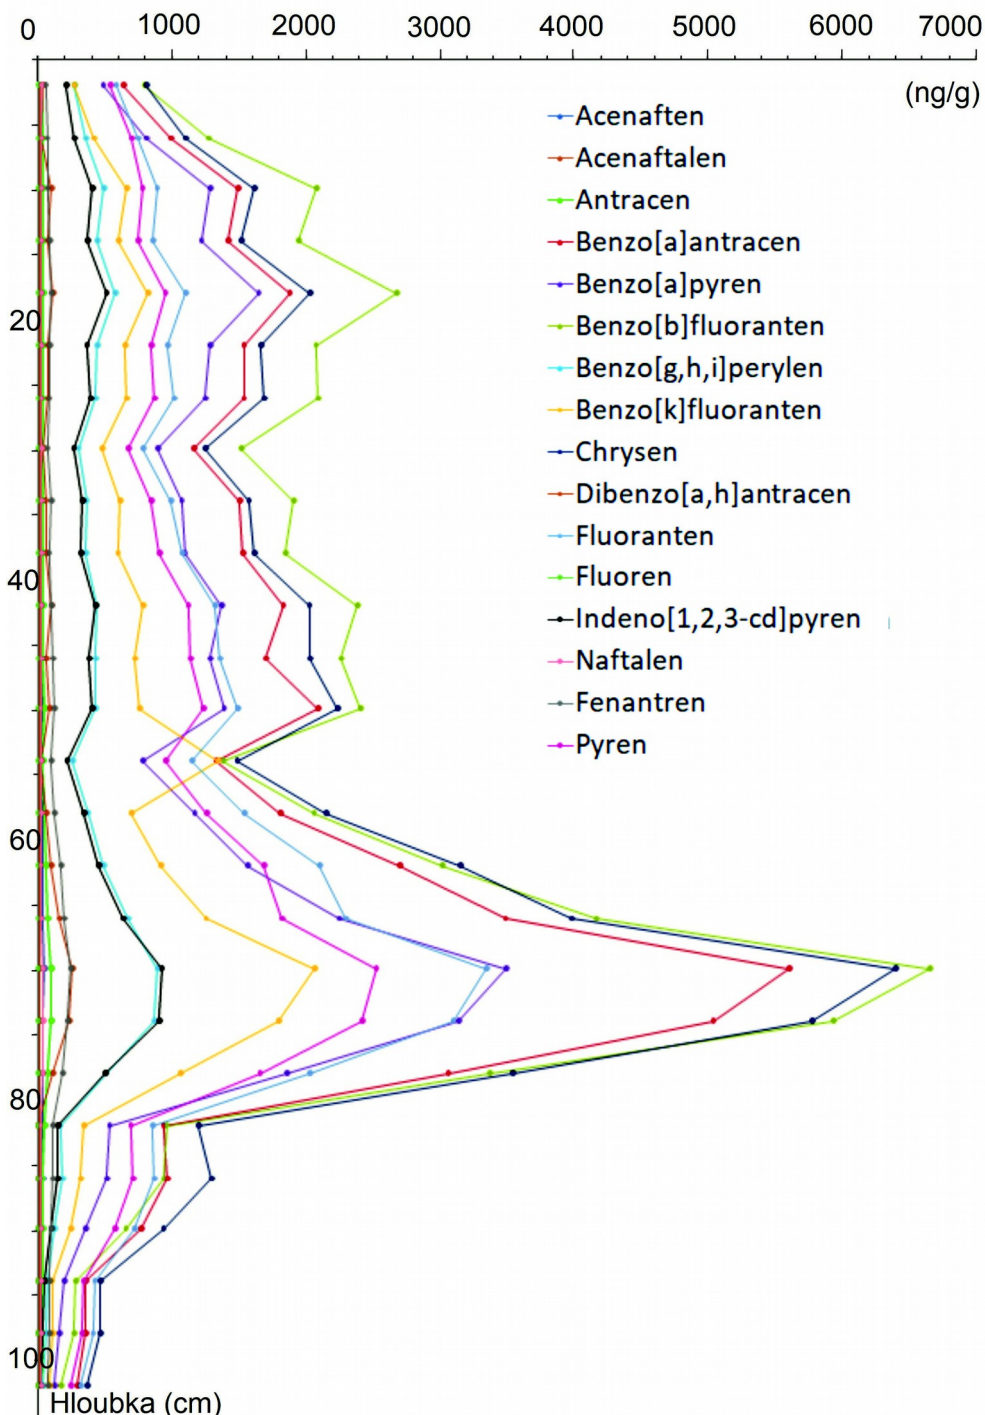 0 1000 2000 3000 4000 5000 6000 7000
(ng/g)
Acenaften
Acenaftalen
Antracen
Benzo[a]antracen
Benzo[a]pyren
20
Benzo[b]fluoranten
Benzo[g,h,i]perylen
Benzo[k]fluoranten
Chrysen
Dibenzo[a,h]antracen
Fluoranten
40
Fluoren
Indeno[1,2,3-cd]pyren
Naftalen
Fenantren
Pyren
60
80
100
Hloubka (cm)